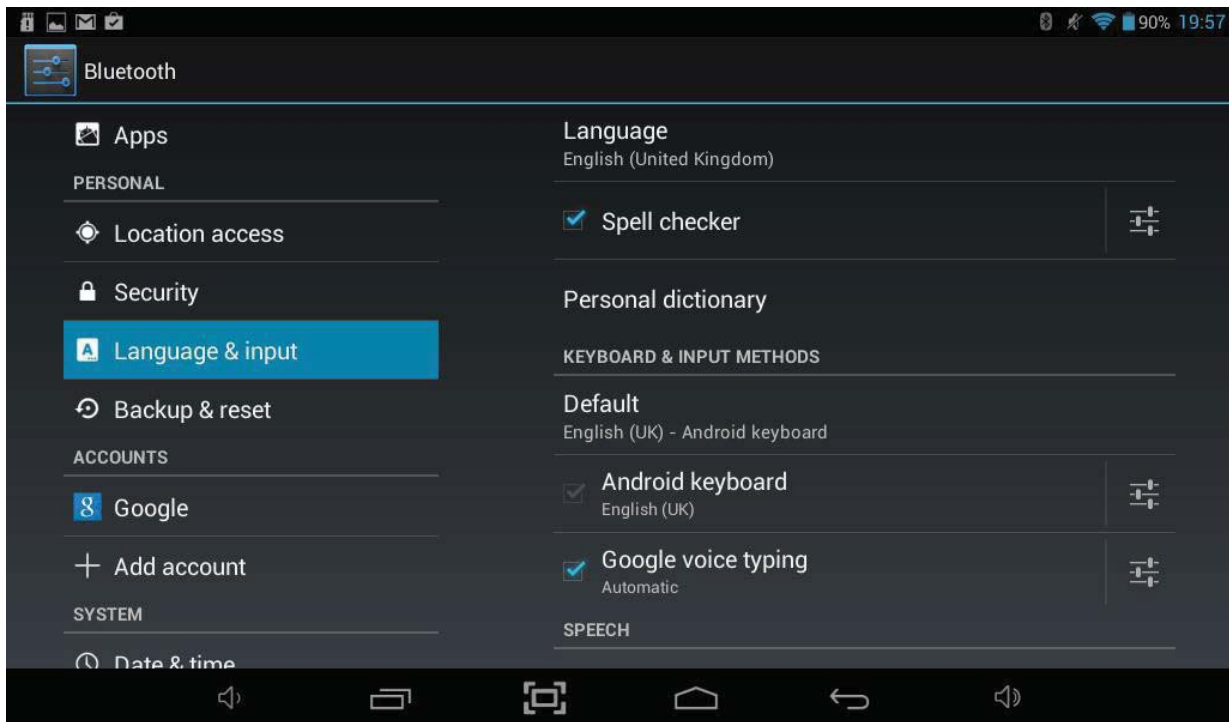 90% 19:57
Bluetooth
Apps
PERSONAL
Location access
Security
Language & input
Backup & reset
ACCOUNTS
Google
Add account
SYSTEM
Date & time
Language
English (United Kingdom)
Spell checker
Personal dictionary
KEYBOARD & INPUT METHODS
Default
English (UK) - Android keyboard
Android keyboard
English (UK)
Google voice typing
Automatic
SPEECH